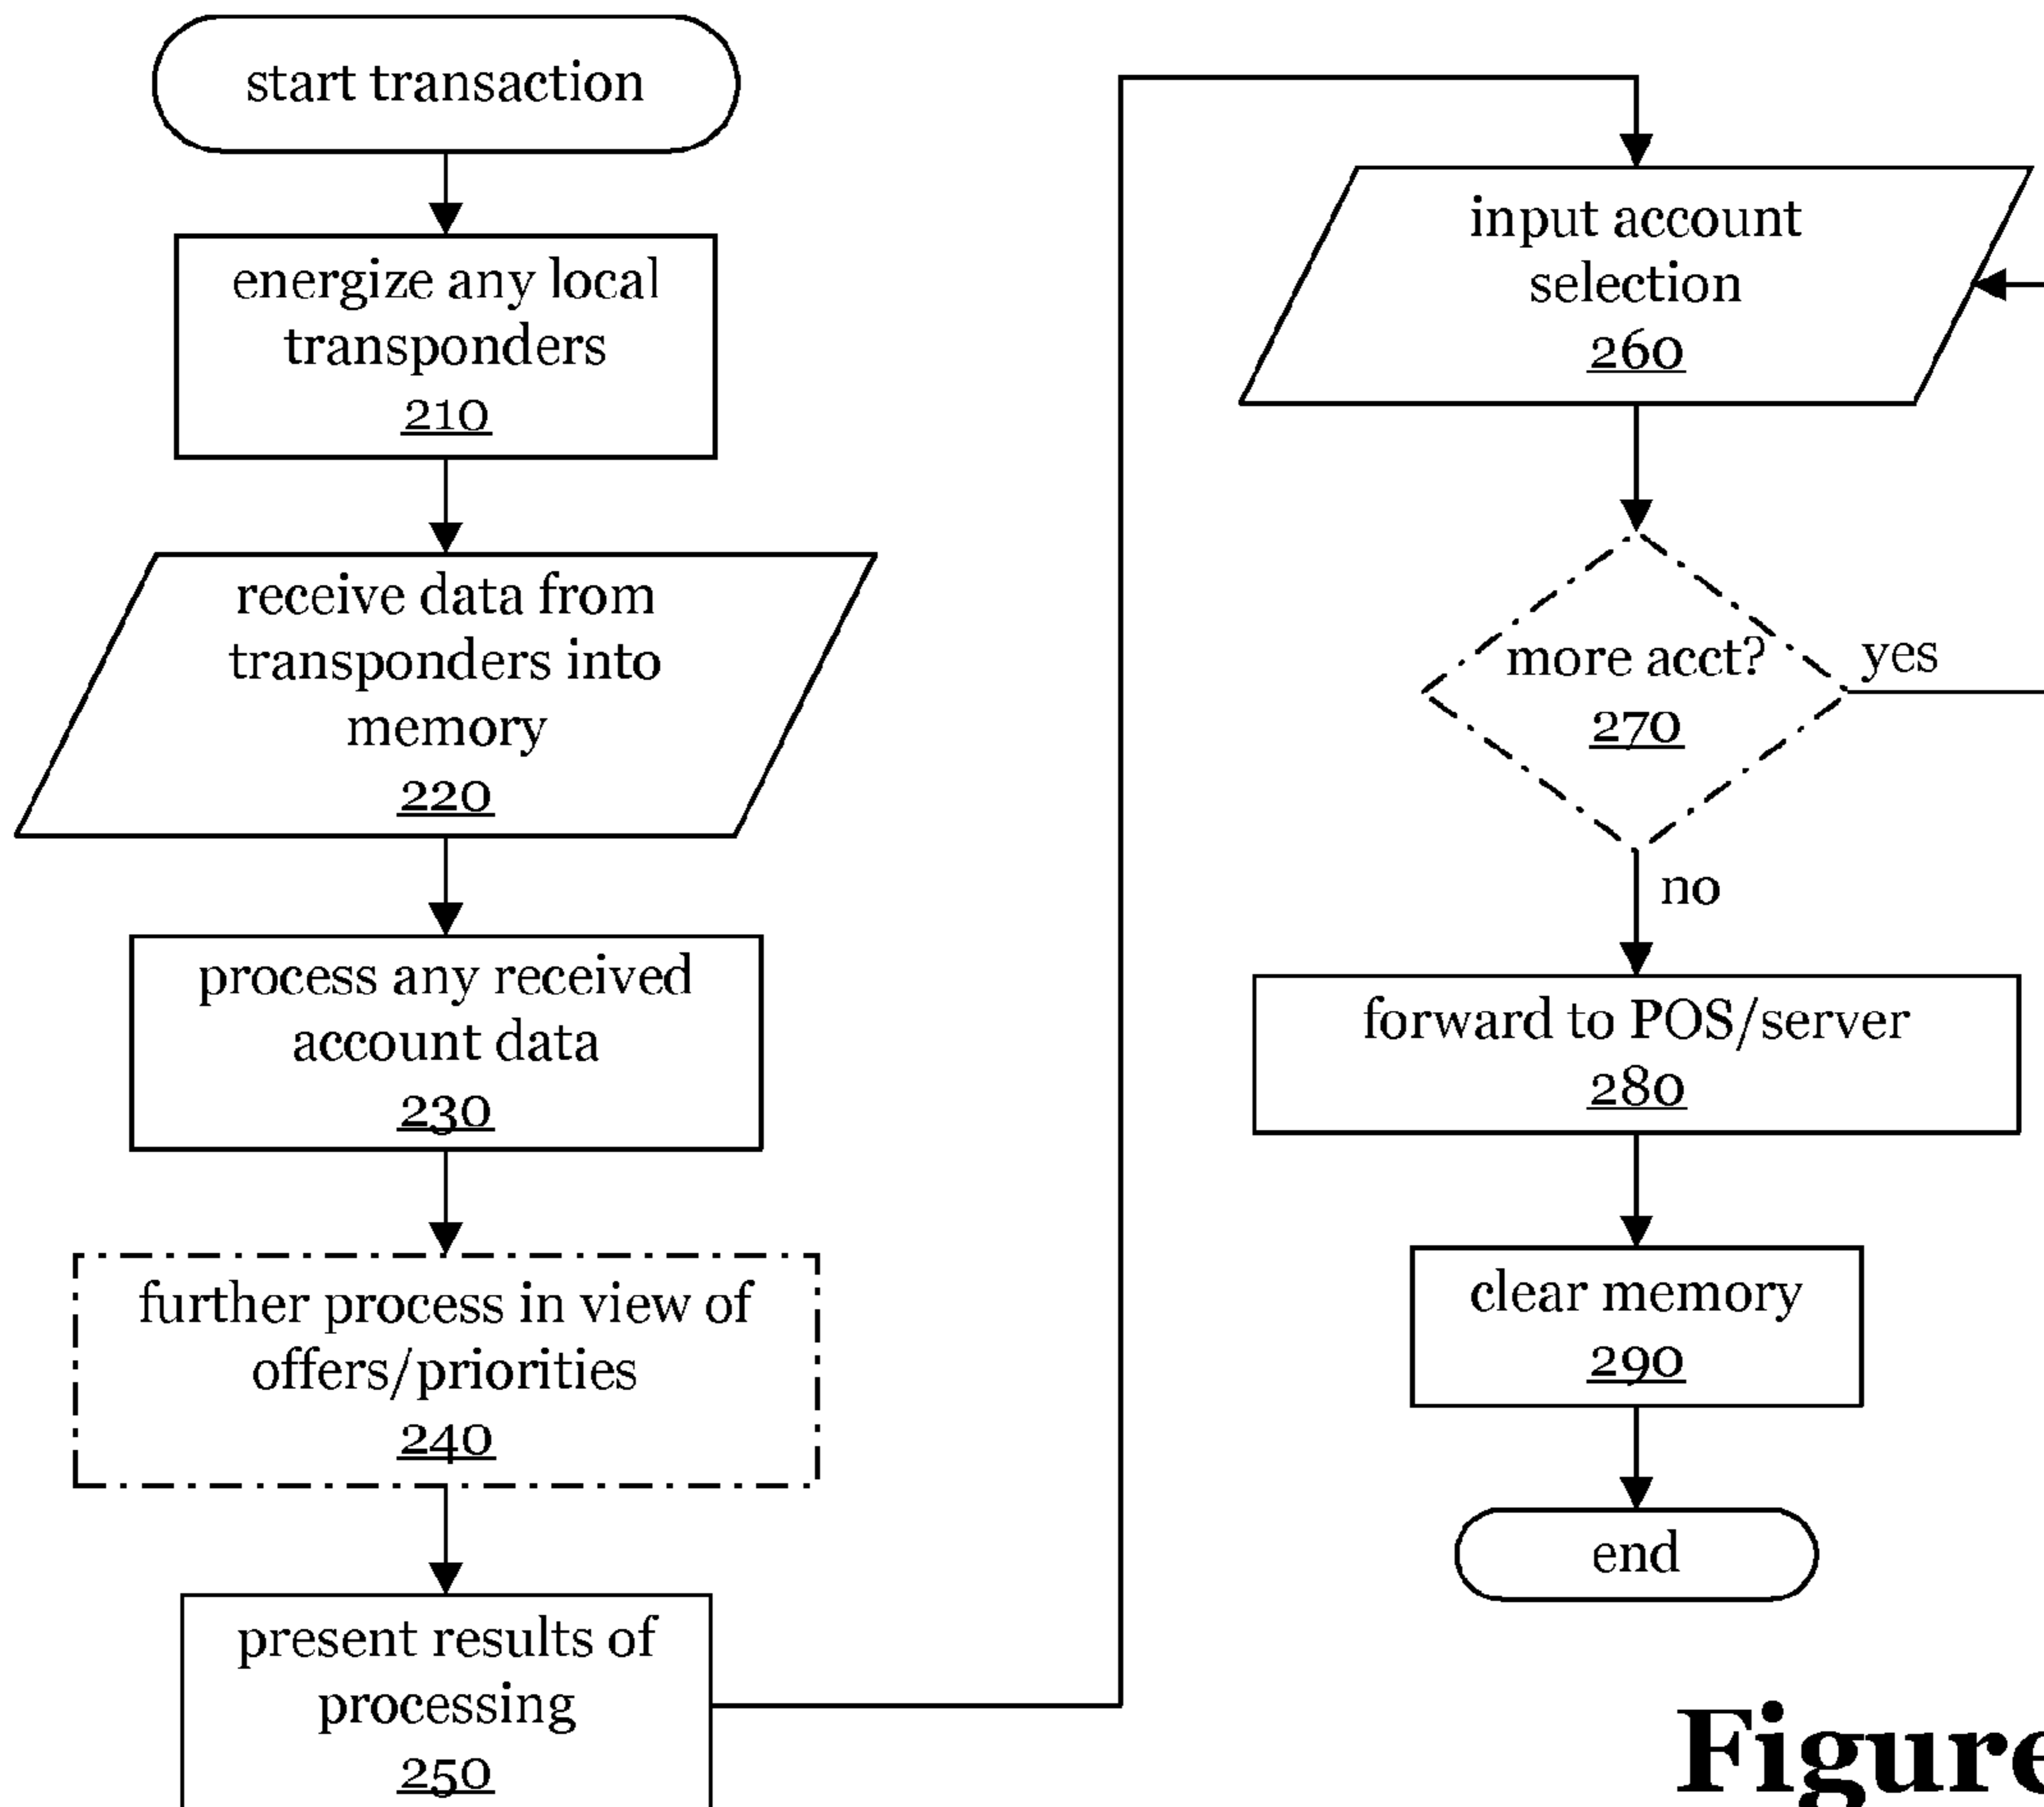 start transaction
energize any local
transponders
210
receive data from
transponders into
memory
220
process any received
account data
230
further process in view of
offers/priorities
240
present results of
processing
250
input account
selection
260
more acct?
270
yes
no
forward to POS/server
280
clear memory
290
end
Figure